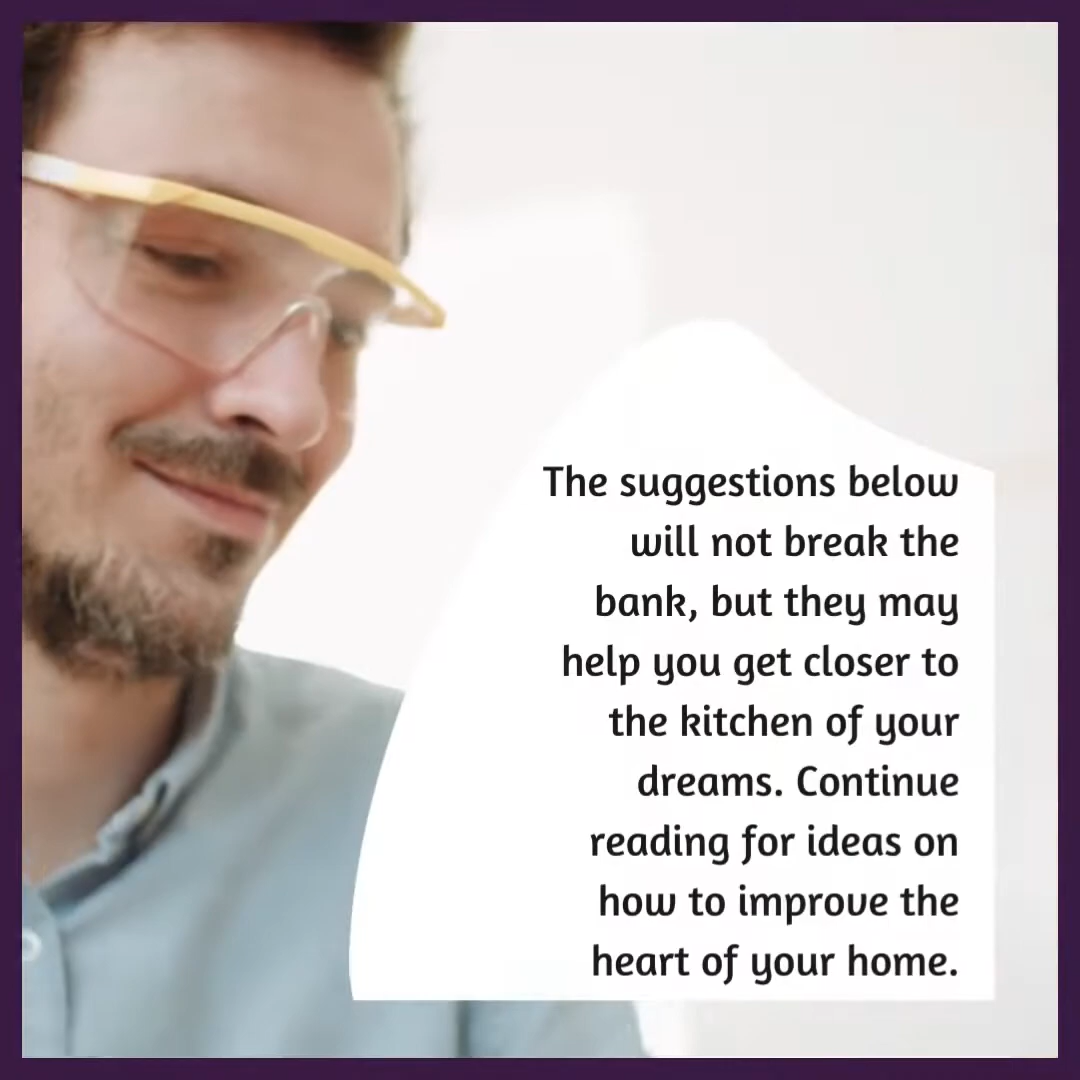 The suggestions below
will not break the
bank, but they may
help you get closer to
the kitchen of your
dreams. Continue
reading for ideas on
how to improve the
heart of your home.